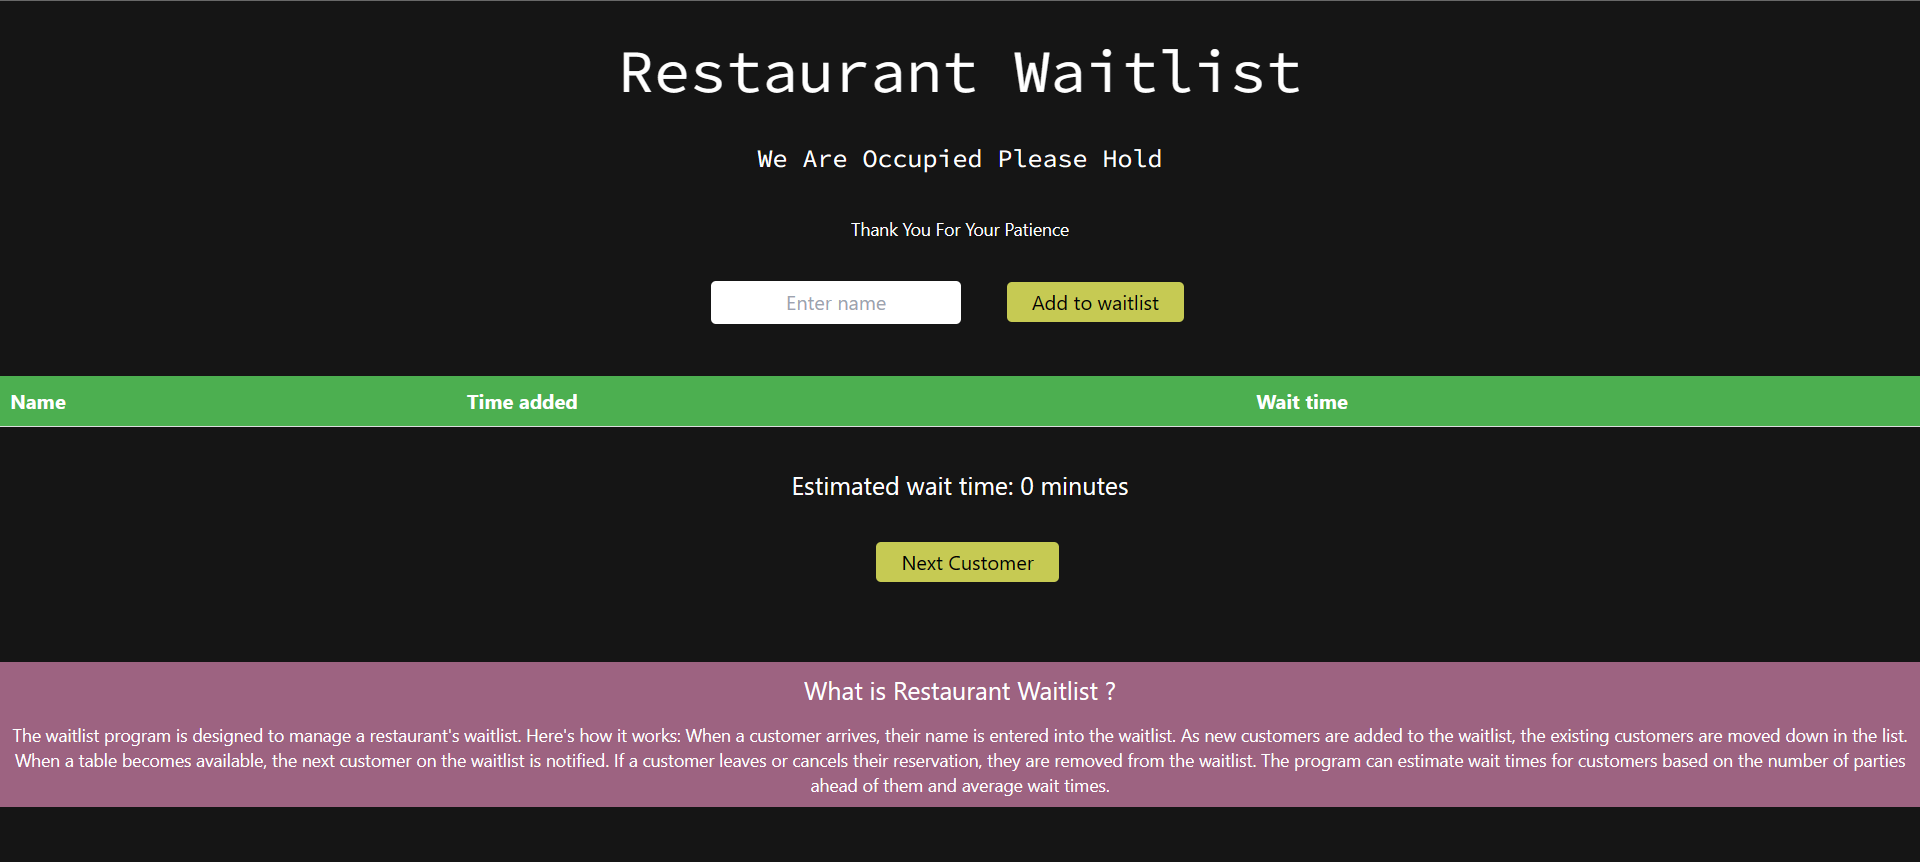 Restaurant Waitlist
We Are Occupied Please Hold
Thank You For Your Patience
Enter name Add to waitlist
Name Time added Wait time
Estimated wait time: 0 minutes
Next Customer
What is Restaurant Waitlist ?
The waitlist program is designed to manage a restaurant's waitlist. Here's how it works: When a customer arrives, their name is entered into the waitlist. As new customers are added to the waitlist, the existing customers are moved down in the list.
When a table becomes available, the next customer on the waitlist is notified. If a customer leaves or cancels their reservation, they are removed from the waitlist. The program can estimate wait times for customers based on the number of parties
ahead of them and average wait times.